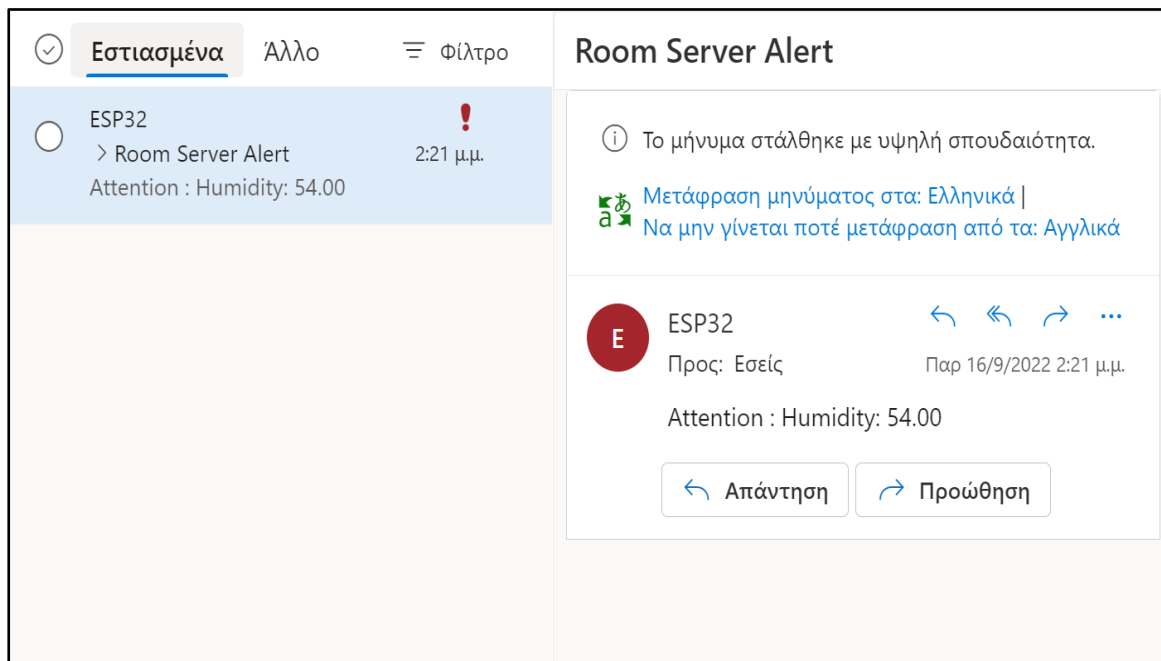 Εστιασμένα Άλλο Φίλτρο
ESP32
Room Server Alert 2:21 μ.μ.
Attention : Humidity: 54.00
Room Server Alert
Το μήνυμα στάλθηκε με υψηλή σπουδαιότητα.
Μετάφραση μηνύματος στα: Ελληνικά |
Να μην γίνεται ποτέ μετάφραση από τα: Αγγλικά
E
ESP32
Προς: Εσείς Παρ 16/9/2022 2:21 μ.μ.
Attention : Humidity: 54.00
Απάντηση Προώθηση